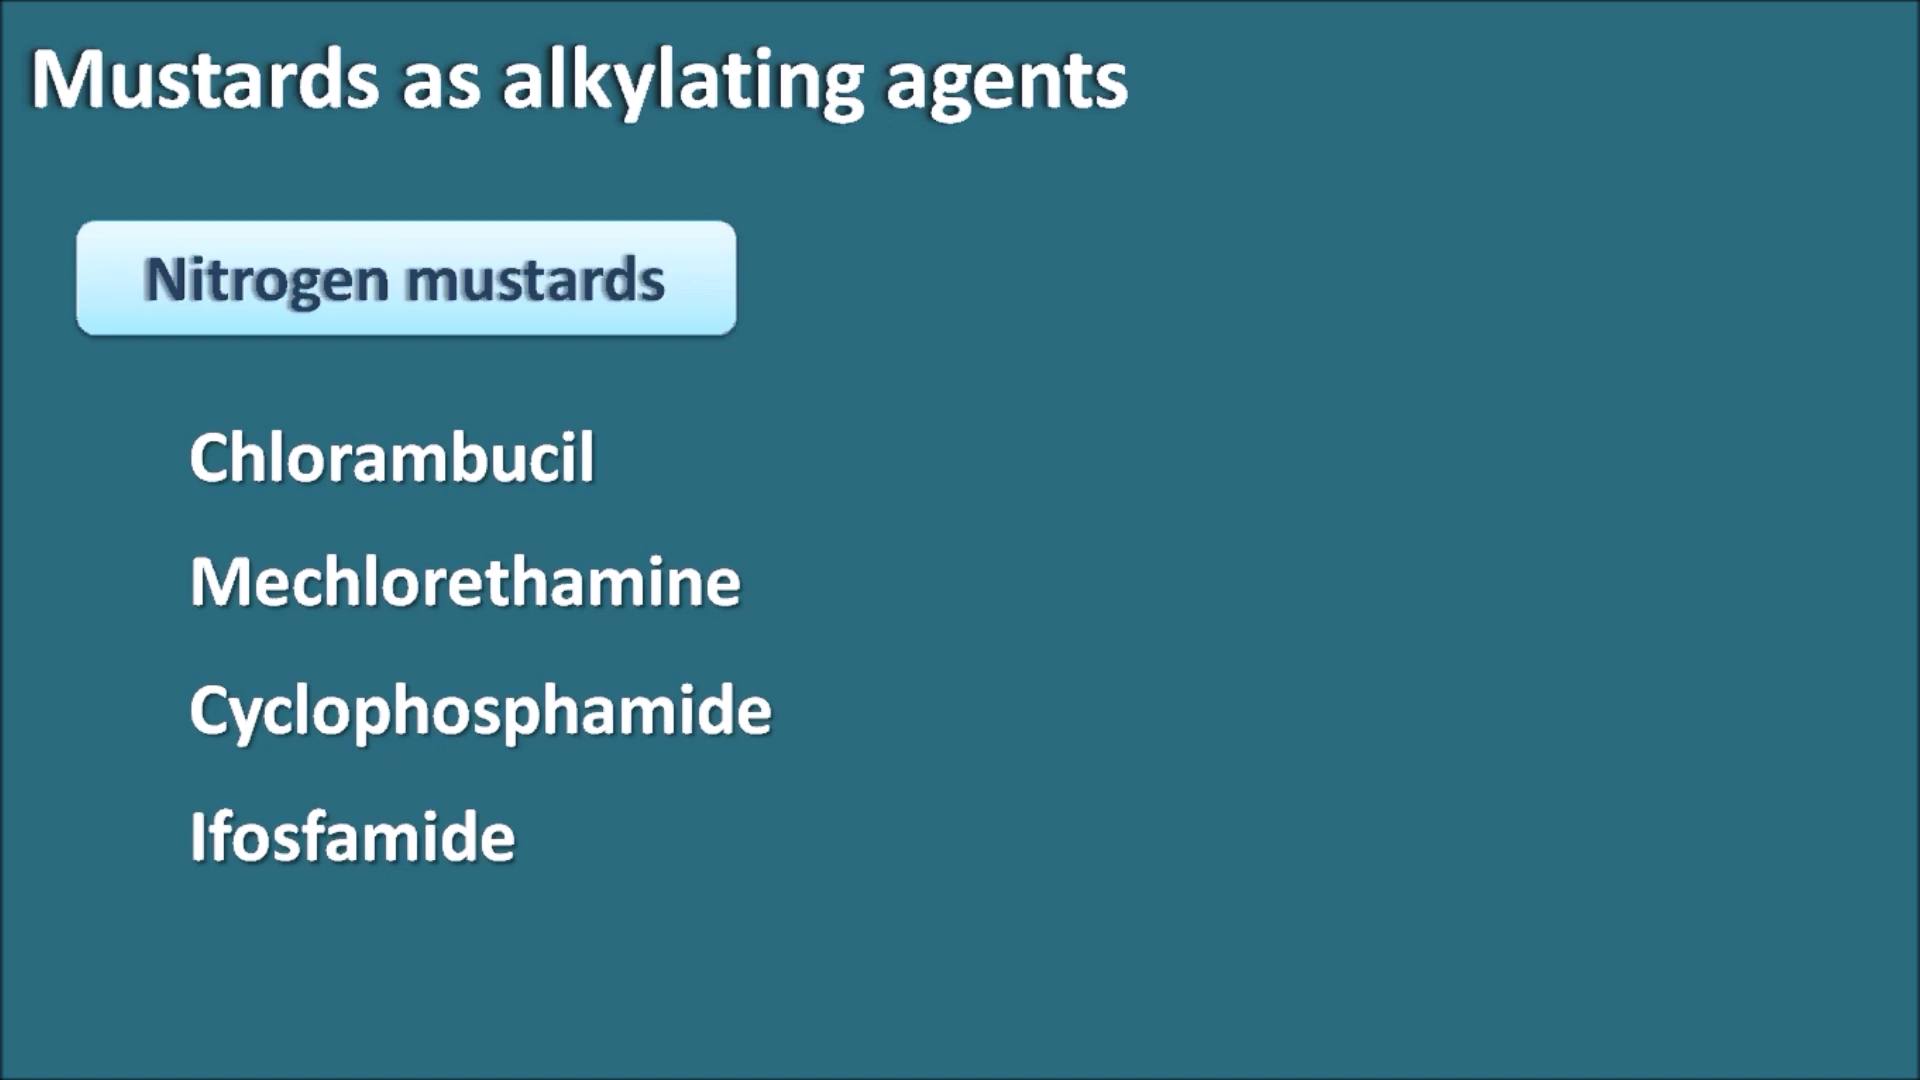 Mustards as alkylating agents
Nitrogen mustards
Chlorambucil
Mechlorethamine
Cyclophosphamide
Ifosfamide